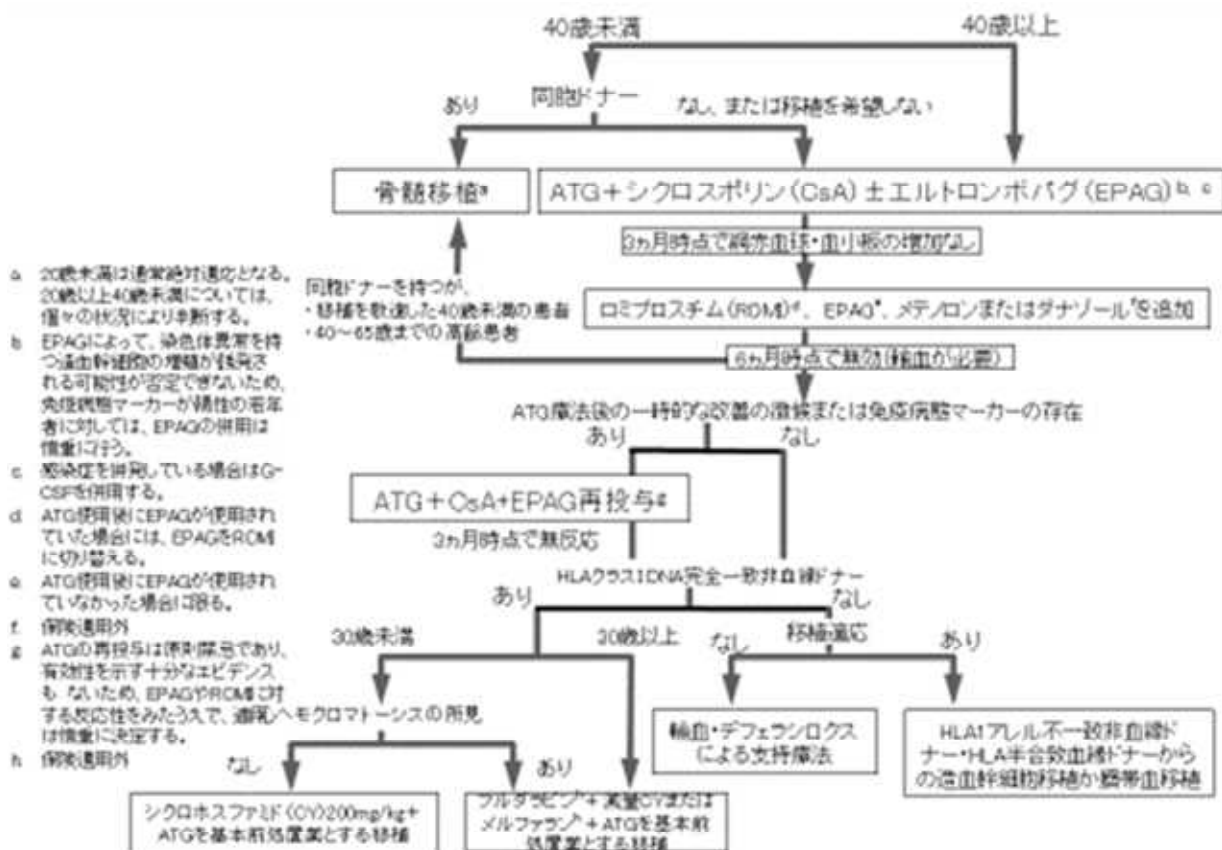 40歳未満
40歳以上
同胞ドナー
あり
なし、または移植を希望しない
骨髄移植a
ATG+シクロスポリン(CsA)±エルトロンボパグ(EPAG)b, c
3ヵ月時点で網赤血球・血小板の増加なし
ロミプロスチム(ROMI)d、EPAGe、メテノロンまたはダナゾールfを追加
同胞ドナーを持つが、
・移植を敬遠した40歳未満の患者
・40~65歳までの高齢患者
6ヵ月時点で無効(輸血が必要)
ATG療法後の一時的な改善の徴候または免疫病態マーカーの存在
あり
なし
ATG+CsA+EPAG再投与g
3ヵ月時点で無反応
HLAクラスI DNA完全一致非血縁ドナー
あり
なし
30歳未満
30歳以上
移植適応
なし
あり
ヘモクロマトーシスの所見
なし
あり
輸血・デフェラシロクス
による支持療法
HLA1アレル不一致非血縁ド
ナー・HLA半合致血縁ドナーから
の造血幹細胞移植か臍帯血移植
シクロホスファミド(CY)200mg/kg+
ATGを基本前処置薬とする移植
フルダラビンh+減量CYまたは
メルファランh+ATGを基本前
処置薬とする移植
a 20歳未満は通常絶対適応となる。
20歳以上40歳未満については、
個々の状況により判断する。
b EPAGによって、染色体異常を持
つ造血幹細胞の増殖が誘発さ
れる可能性が否定できないため、
免疫病態マーカーが陽性の若年
者に対しては、EPAGの併用は
慎重に行う。
c 感染症を併発している場合はG-
CSFを併用する。
d ATG使用後にEPAGが使用され
ていた場合には、EPAGをROMI
に切り替える。
e ATG使用後にEPAGが使用され
ていなかった場合に限る。
f 保険適用外
g ATGの再投与は原則禁忌であり、
有効性を示す十分なエビデンス
も ないため、EPAGやROMIに対
する反応性をみたうえで、適応
は慎重に決定する。
h 保険適用外